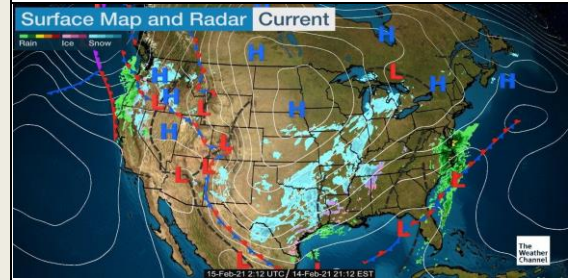 Surface Map and Radar Current
Rain Ice Snow
H
H
L
H
H
H
L
H
L
H
H
L
L
L
L
L
L
The
Weather
Channel
L
15-Feb-21 2:12 UTC / 14-Feb-21 21:12 EST